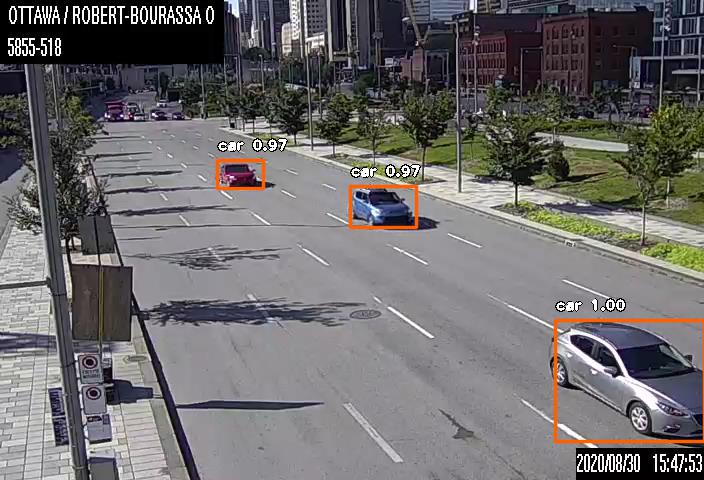 OTTAWA / ROBERT-BOURASSA O
5855-518
car 0.97
car 0.97
car 1.00
2020/08/30 15:47:53